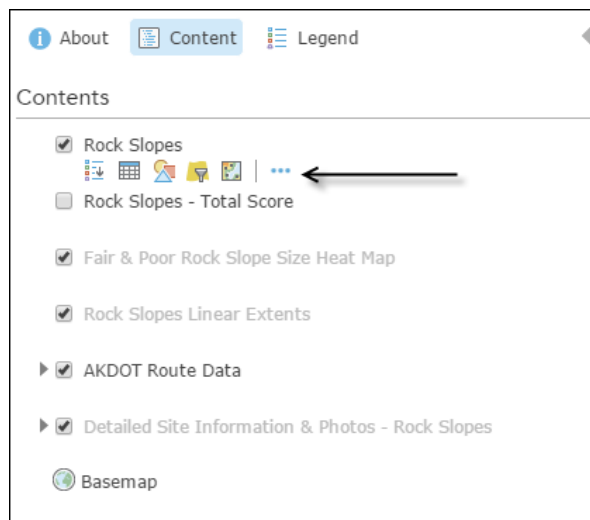 About Content Legend
Contents
Rock Slopes
Rock Slopes - Total Score
Fair & Poor Rock Slope Size Heat Map
Rock Slopes Linear Extents
AKDOT Route Data
Detailed Site Information & Photos - Rock Slopes
Basemap